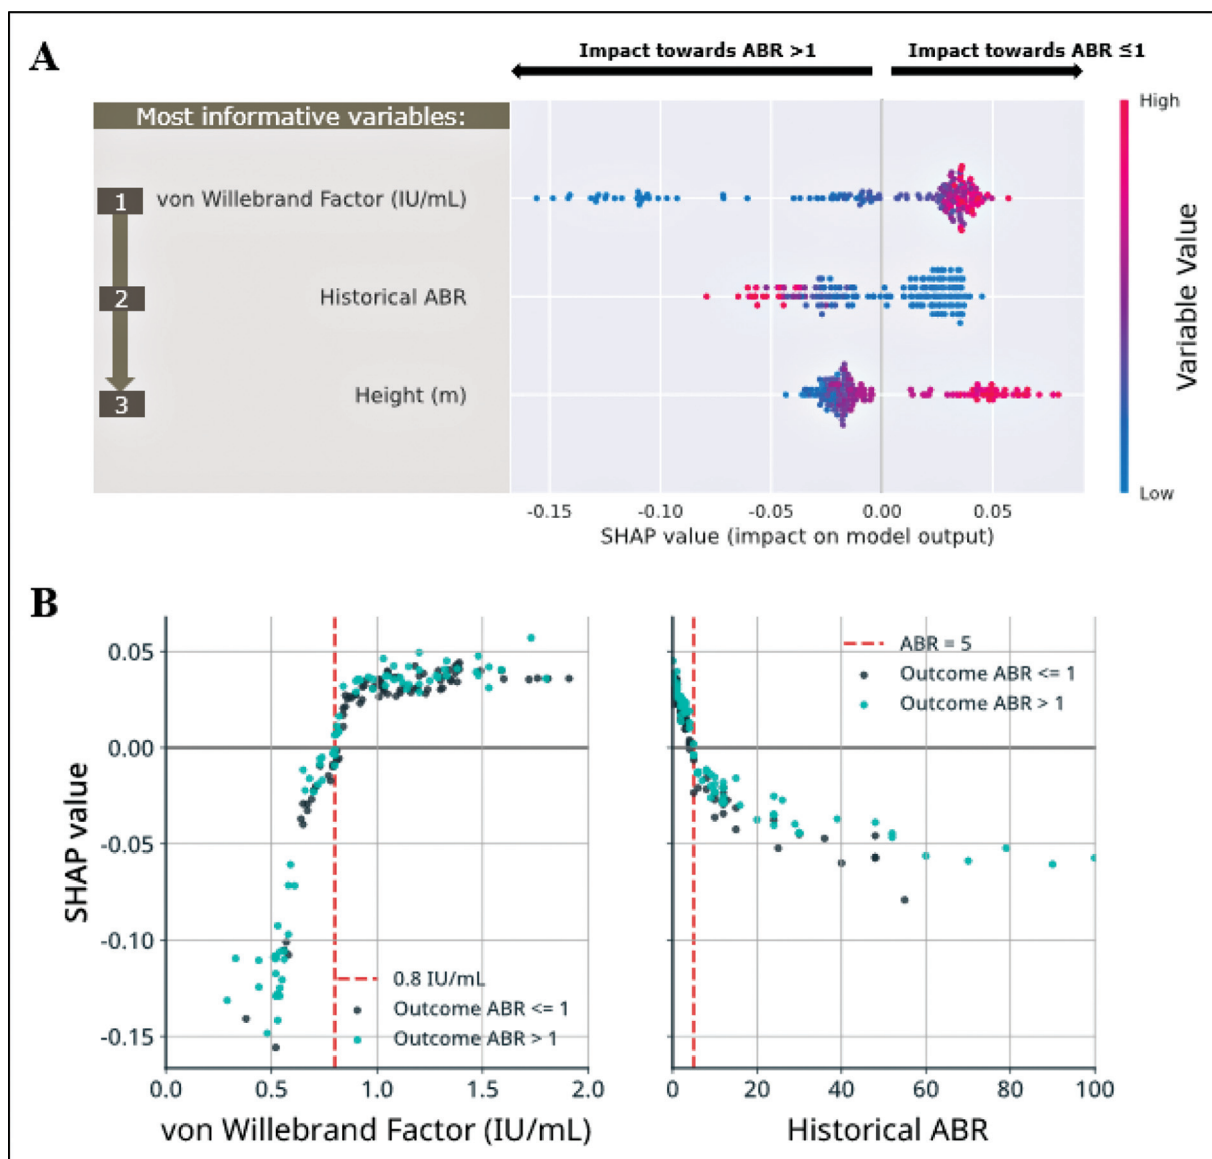 A
Impact towards ABR >1
Impact towards ABR ≤1
Most informative variables:
High
1
von Willebrand Factor (IU/mL)
2
Historical ABR
3
Height (m)
Variable Value
Low
-0.15
-0.10
-0.05
0.00
0.05
SHAP value (impact on model output)
B
SHAP value
0.05
0.00
-0.05
-0.10
-0.15
0.8 IU/mL
Outcome ABR <= 1
Outcome ABR > 1
0.0
0.5
1.0
1.5
2.0
von Willebrand Factor (IU/mL)
ABR = 5
Outcome ABR <= 1
Outcome ABR > 1
0
20
40
60
80
100
Historical ABR